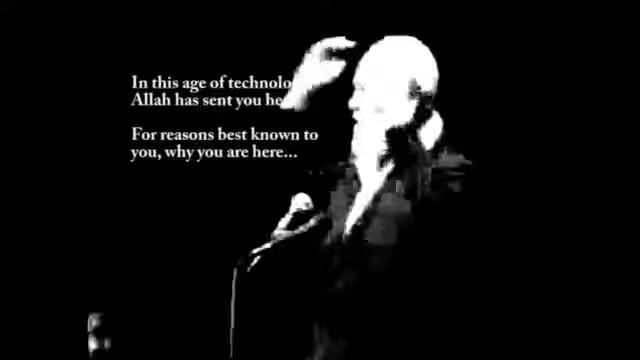 In this age of technolo
Allah has sent you he
For reasons best known to
you, why you are here...